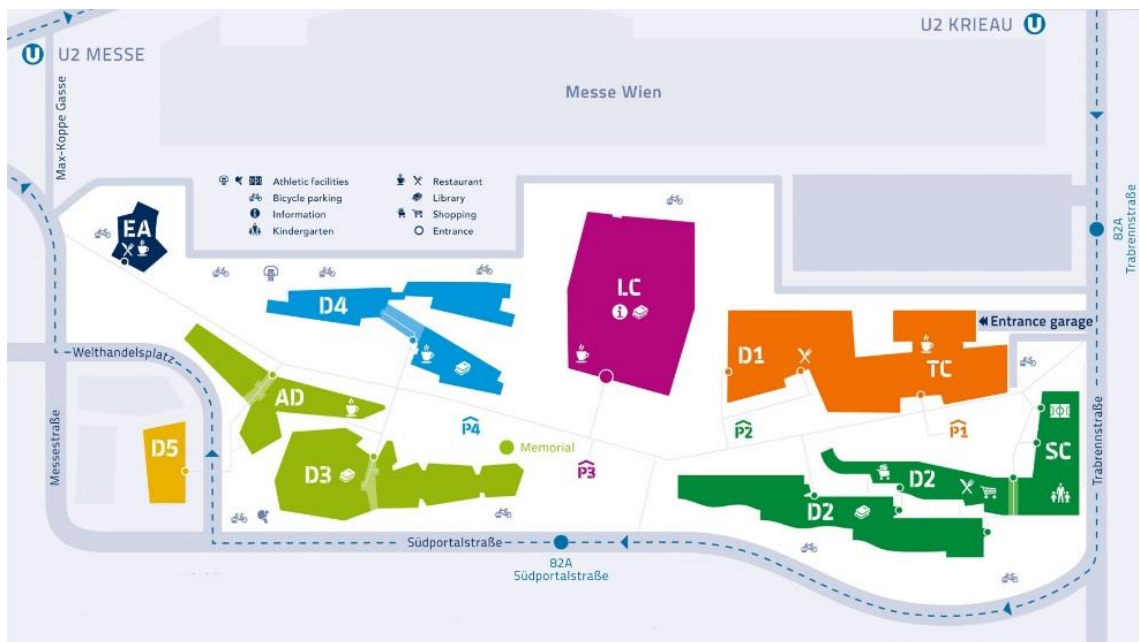 U2 KRIEAU U
U U2 MESSE
Max-Koppe Gasse
Messe Wien
Athletic facilities
Bicycle parking
Information
Kindergarten
Restaurant
Library
Shopping
Entrance
82A
Trabrennstraße
EA
LC
i
D4
Entrance garage
D1
TC
Welthandelsplatz
AD
P4
P2
P1
Memorial
D5
D3
P3
SC
D2
D2
Messestraße
Trabrennstraße
Südportalstraße
82A
Südportalstraße